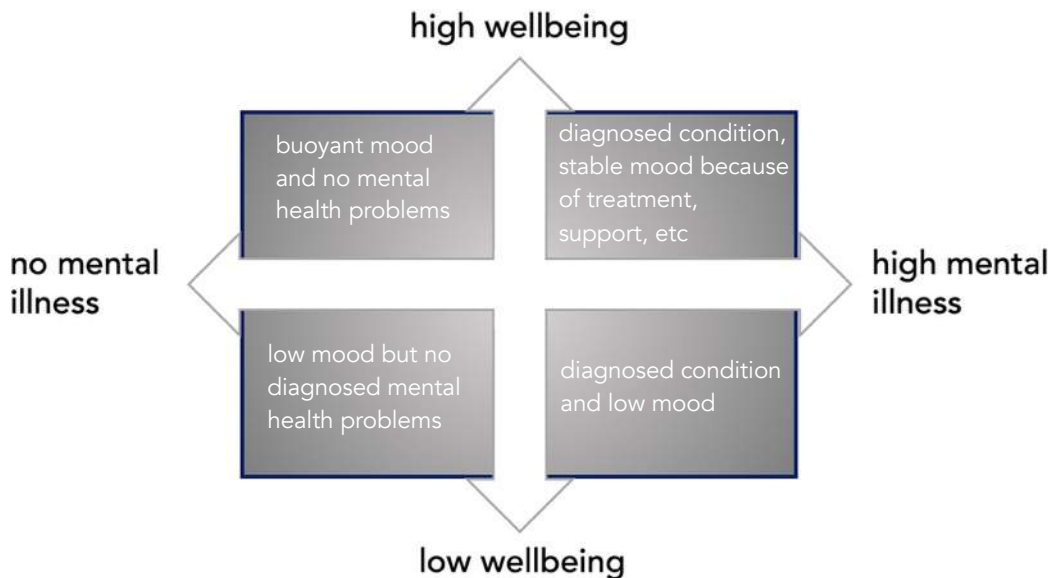 high wellbeing
buoyant mood
and no mental
health problems
diagnosed condition,
stable mood because
of treatment,
support, etc
no mental
illness
high mental
illness
low mood but no
diagnosed mental
health problems
diagnosed condition
and low mood
low wellbeing